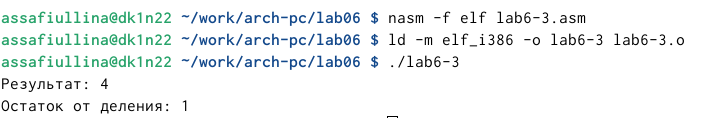 assafiullina@dk1n22 ~/work/arch-pc/lab06 $ nasm -f elf lab6-3.asm
assafiullina@dk1n22 ~/work/arch-pc/lab06 $ ld -m elf_i386 -o lab6-3 lab6-3.o
assafiullina@dk1n22 ~/work/arch-pc/lab06 $ ./lab6-3
Результат: 4
Остаток от деления: 1